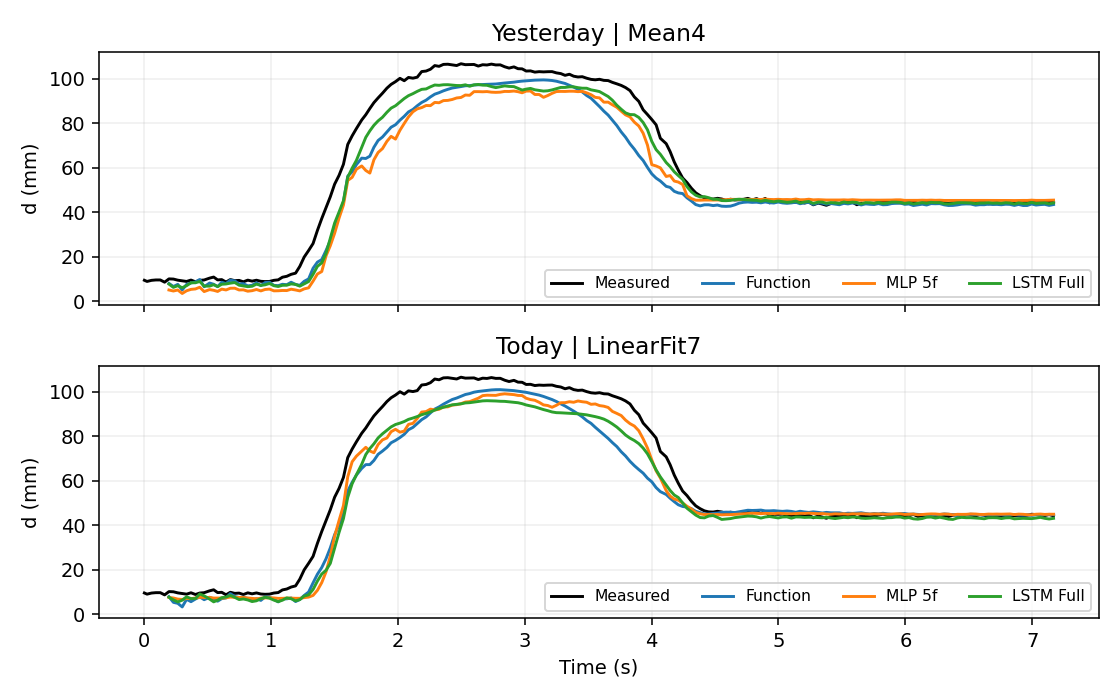 Yesterday | Mean4
d (mm)
100
80
60
40
20
0
Measured Function MLP 5f LSTM Full
Today | LinearFit7
d (mm)
100
80
60
40
20
0
Measured Function MLP 5f LSTM Full
0 1 2 3 4 5 6 7
Time (s)